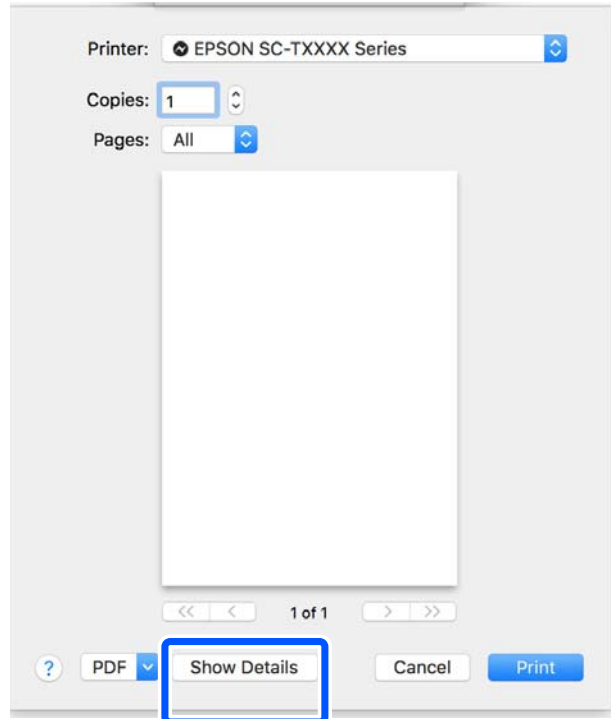 Printer: EPSON SC-TXXXX Series
Copies: 1
Pages: All
<< < 1 of 1 > >>
? PDF Show Details Cancel Print